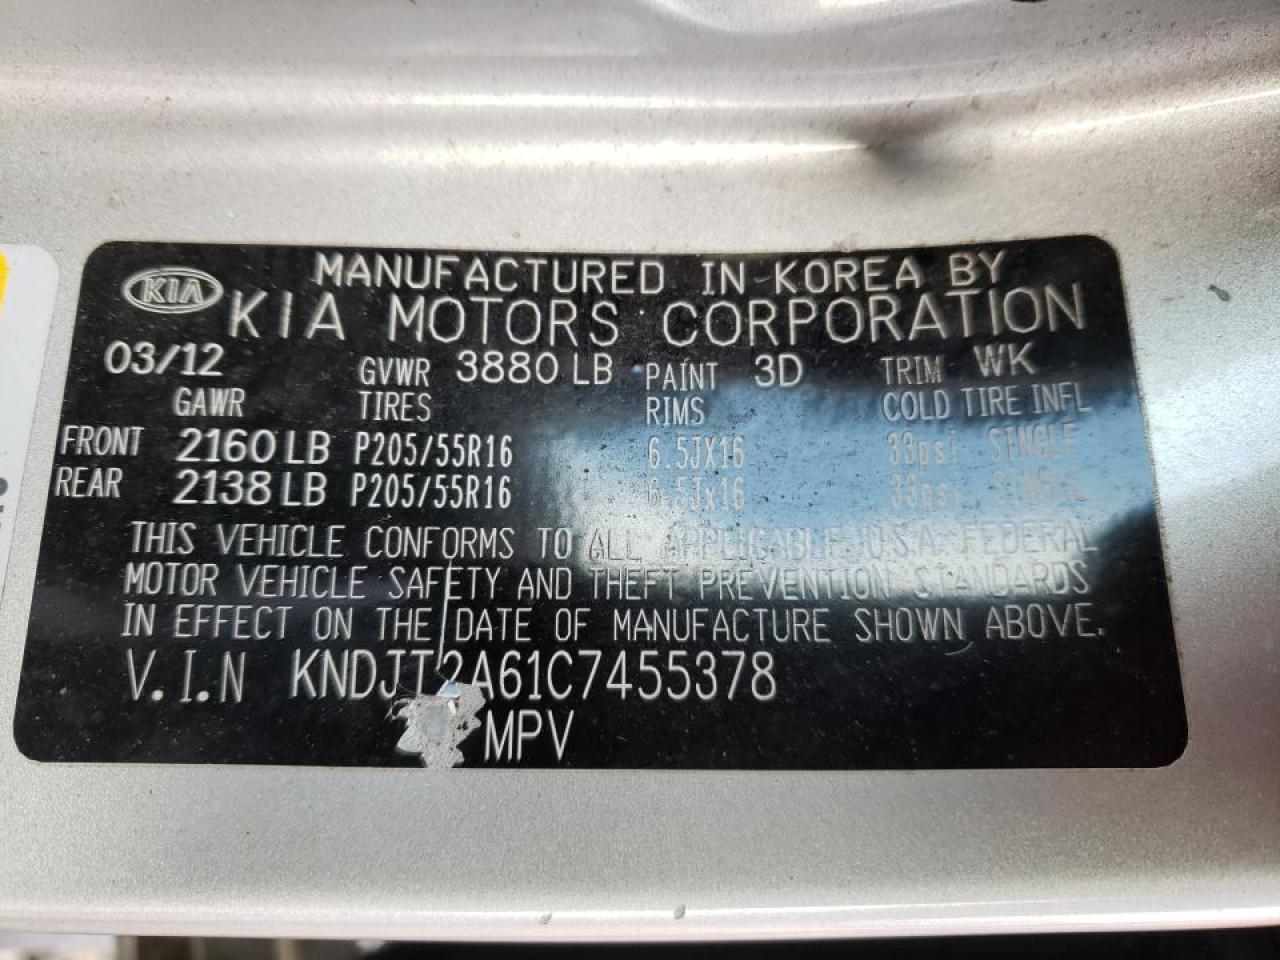 MANUFACTURED IN KOREA BY
KIA KIA MOTORS CORPORATION
03/12 GVWR 3880 LB PAINT 3D TRIM WK
GAWR TIRES RIMS COLD TIRE INFL
FRONT 2160 LB P205/55R16 6.5JX16 33psi SINGLE
REAR 2138 LB P205/55R16 6.5Jx16 33psi SINGLE
THIS VEHICLE CONFORMS TO ALL APPLICABLE U.S.A. FEDERAL
MOTOR VEHICLE SAFETY AND THEFT PREVENTION STANDARDS
IN EFFECT ON THE DATE OF MANUFACTURE SHOWN ABOVE.
V.I.N KNDJT2A61C7455378
MPV